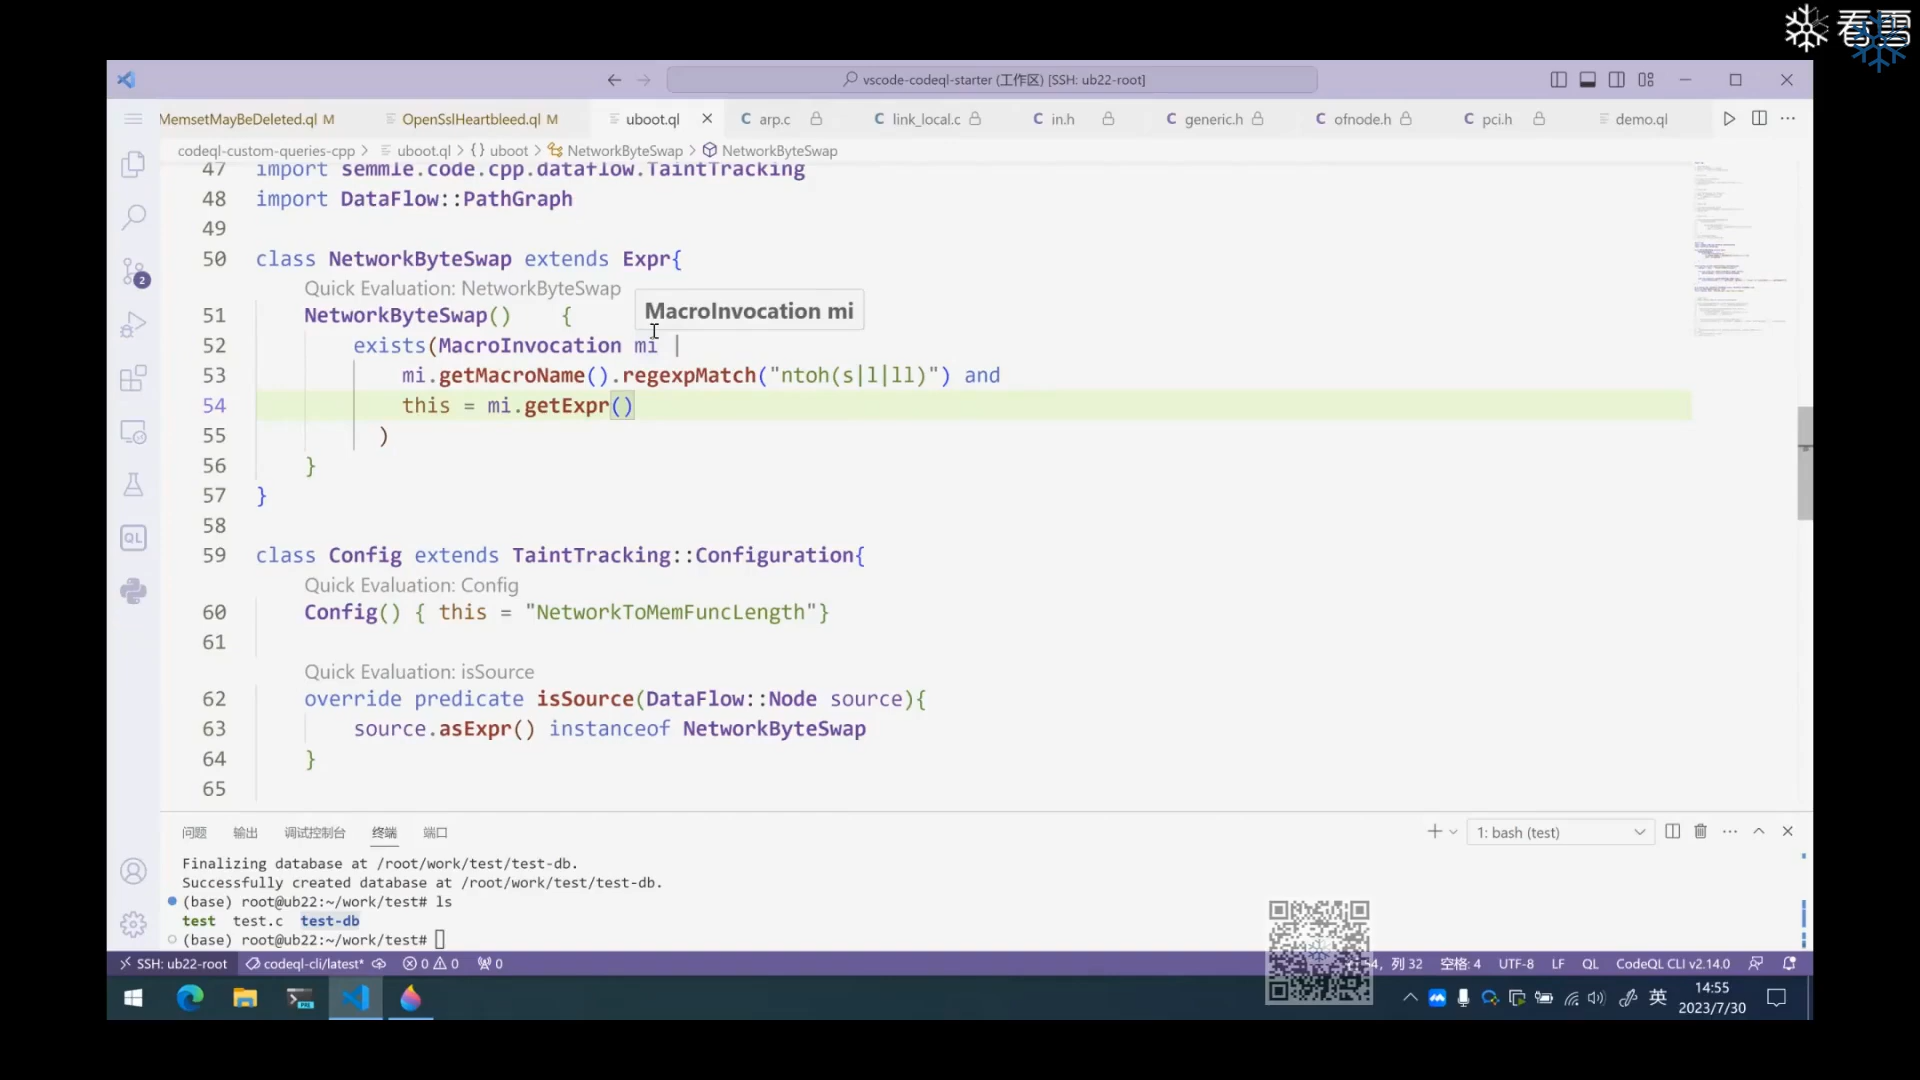 看雪
vscode-codeql-starter (工作区) [SSH: ub22-root]
MemsetMayBeDeleted.ql M
OpenSslHeartbleed.ql M
uboot.ql
C arp.c
C link_local.c
C in.h
C generic.h
C ofnode.h
C pci.h
demo.ql
codeql-custom-queries-cpp > uboot.ql > {} uboot > NetworkByteSwap > NetworkByteSwap
47 import semmle.code.cpp.dataflow.TaintTracking
48 import DataFlow::PathGraph
49
50 class NetworkByteSwap extends Expr{
Quick Evaluation: NetworkByteSwap
MacroInvocation mi
51 NetworkByteSwap() {
52 exists(MacroInvocation mi |
53 mi.getMacroName().regexpMatch("ntoh(s|l|ll)") and
54 this = mi.getExpr()
55 )
56 }
57 }
58
59 class Config extends TaintTracking::Configuration{
Quick Evaluation: Config
60 Config() { this = "NetworkToMemFuncLength"}
61
Quick Evaluation: isSource
62 override predicate isSource(DataFlow::Node source){
63 source.asExpr() instanceof NetworkByteSwap
64 }
65
2
QL
问题 输出 调试控制台 终端 端口
1: bash (test)
Finalizing database at /root/work/test/test-db.
Successfully created database at /root/work/test/test-db.
(base) root@ub22:~/work/test# ls
test test.c test-db
(base) root@ub22:~/work/test#
SSH: ub22-root codeql-cli/latest* 0 0 0
54, 列 32 空格: 4 UTF-8 LF QL CodeQL CLI v2.14.0
英
14:55
2023/7/30